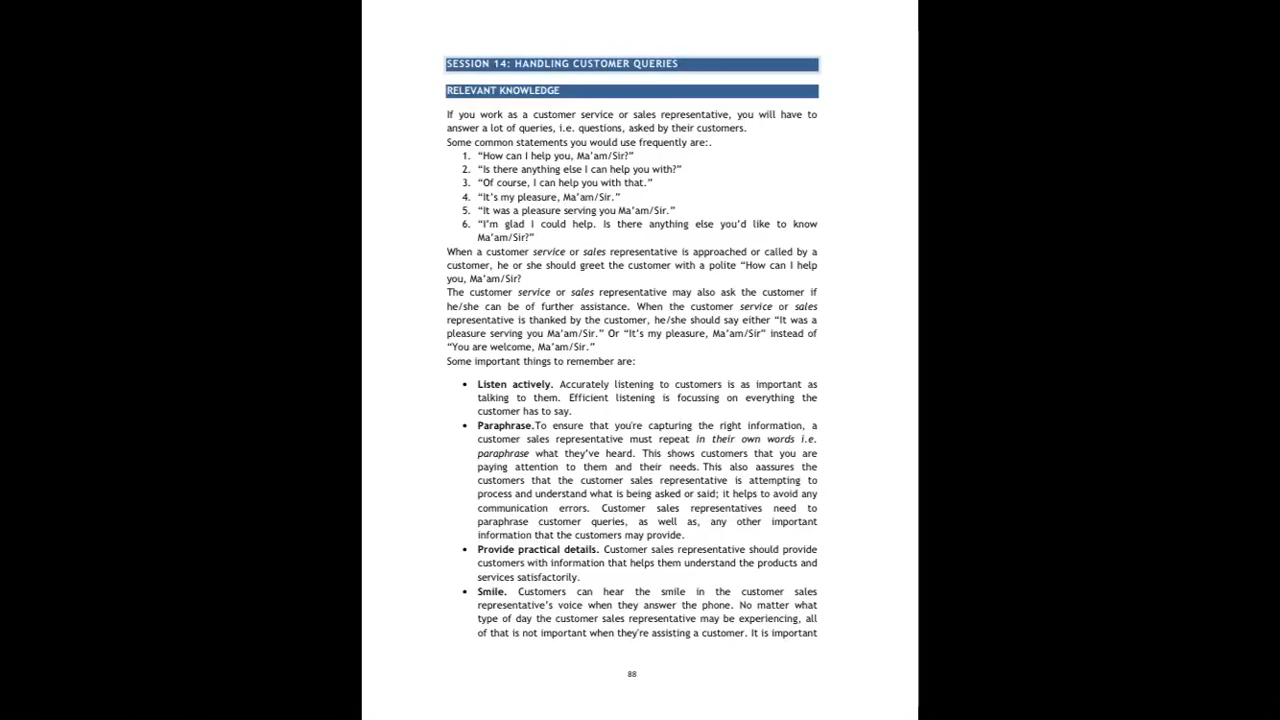 SESSION 14: HANDLING CUSTOMER QUERIES
RELEVANT KNOWLEDGE
If you work as a customer service or sales representative, you will have to
answer a lot of queries, i.e. questions, asked by their customers.
Some common statements you would use frequently are:.
1. “How can I help you, Ma’am/Sir?”
2. “Is there anything else I can help you with?”
3. “Of course, I can help you with that.”
4. “It’s my pleasure, Ma’am/Sir.”
5. “It was a pleasure serving you Ma’am/Sir.”
6. “I’m glad I could help. Is there anything else you’d like to know
Ma’am/Sir?”
When a customer service or sales representative is approached or called by a
customer, he or she should greet the customer with a polite “How can I help
you, Ma’am/Sir?
The customer service or sales representative may also ask the customer if
he/she can be of further assistance. When the customer service or sales
representative is thanked by the customer, he/she should say either “It was a
pleasure serving you Ma’am/Sir.” Or “It’s my pleasure, Ma’am/Sir” instead of
“You are welcome, Ma’am/Sir.”
Some important things to remember are:
• Listen actively. Accurately listening to customers is as important as
talking to them. Efficient listening is focussing on everything the
customer has to say.
• Paraphrase.To ensure that you're capturing the right information, a
customer sales representative must repeat in their own words i.e.
paraphrase what they’ve heard. This shows customers that you are
paying attention to them and their needs. This also aassures the
customers that the customer sales representative is attempting to
process and understand what is being asked or said; it helps to avoid any
communication errors. Customer sales representatives need to
paraphrase customer queries, as well as, any other important
information that the customers may provide.
• Provide practical details. Customer sales representative should provide
customers with information that helps them understand the products and
services satisfactorily.
• Smile. Customers can hear the smile in the customer sales
representative’s voice when they answer the phone. No matter what
type of day the customer sales representative may be experiencing, all
of that is not important when they're assisting a customer. It is important
88